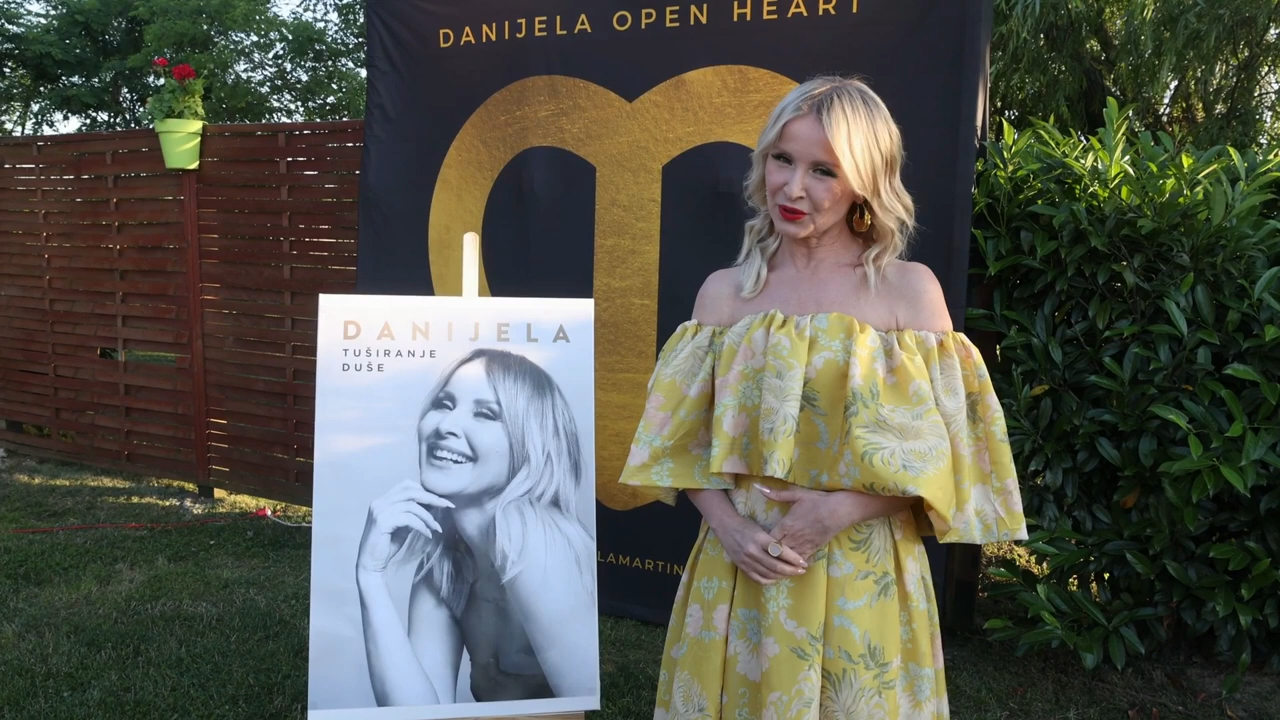 DANIJELA OPEN HEART
DANIJELA
TUŠIRANJE
DUŠE
LAMARTIN